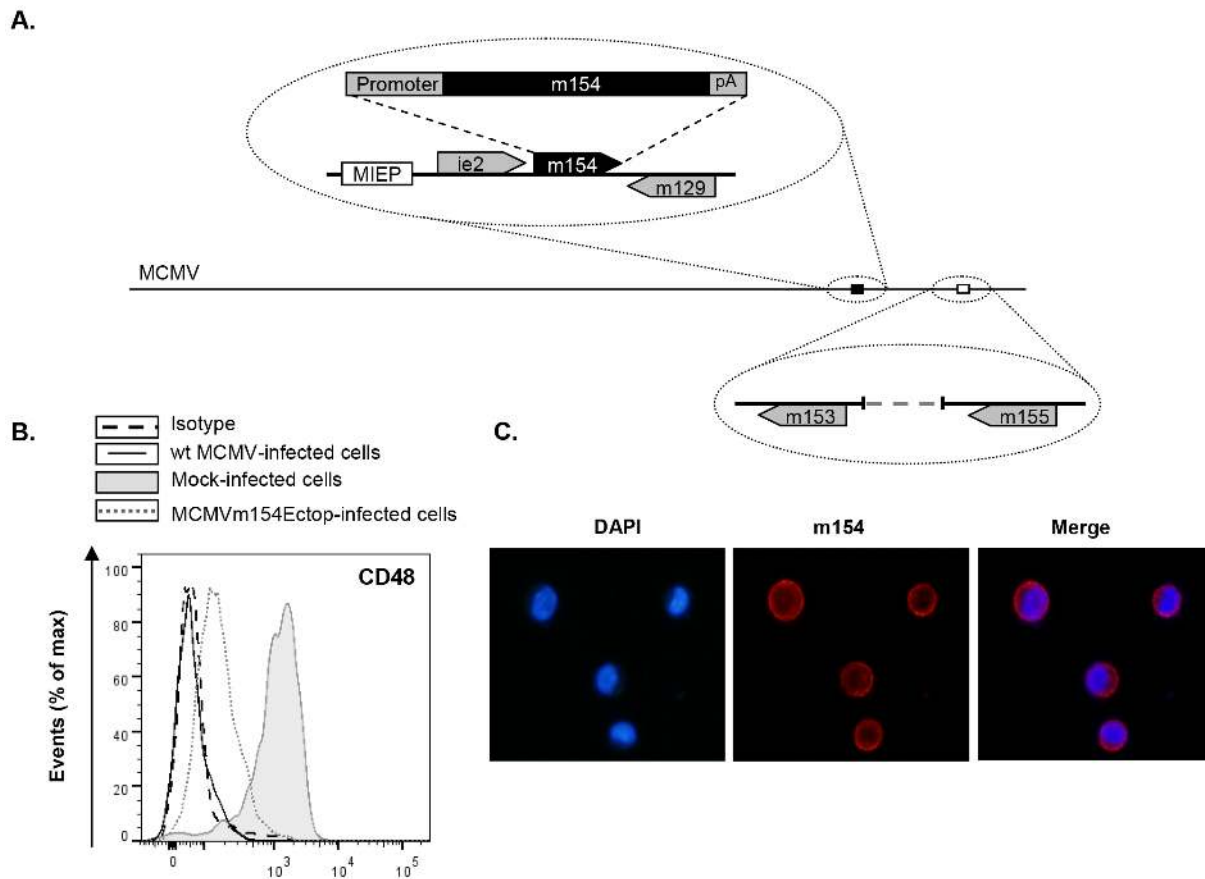 A.
Promoter m154 pA
MIEP ie2 m154 m129
MCMV
m153 m155
B.
Isotype
wt MCMV-infected cells
Mock-infected cells
MCMVm154Ectop-infected cells
CD48
Events (% of max)
100
80
60
40
20
0
0 10³ 10⁴ 10⁵
C.
DAPI m154 Merge